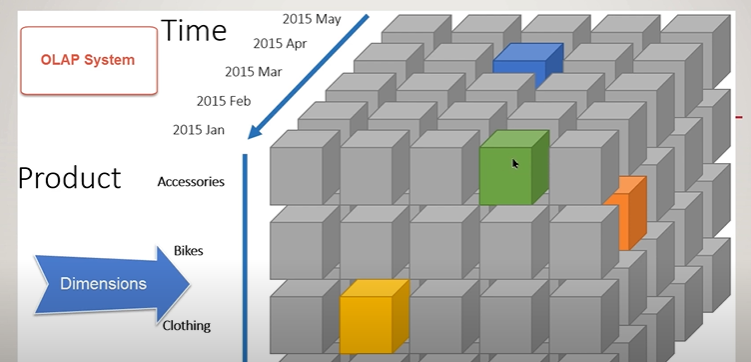 OLAP System
Time
2015 May
2015 Apr
2015 Mar
2015 Feb
2015 Jan
Product
Accessories
Bikes
Dimensions
Clothing